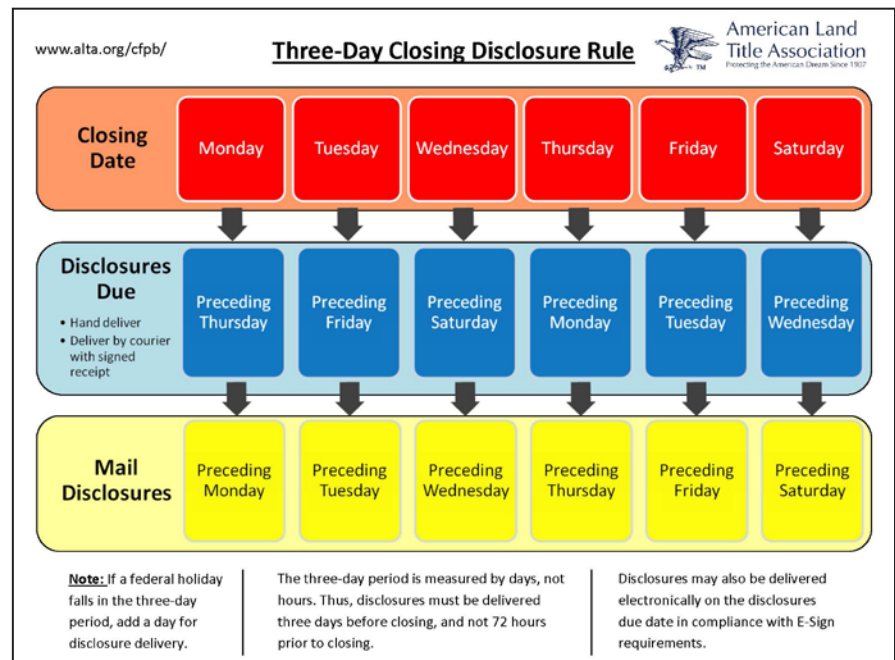 www.alta.org/cfpb/
Three-Day Closing Disclosure Rule
American Land
Title Association
Protecting the American Dream Since 1907
TM
Closing
Date
Monday
Tuesday
Wednesday
Thursday
Friday
Saturday
Disclosures
Due
• Hand deliver
• Deliver by courier
with signed
receipt
Preceding
Thursday
Preceding
Friday
Preceding
Saturday
Preceding
Monday
Preceding
Tuesday
Preceding
Wednesday
Mail
Disclosures
Preceding
Monday
Preceding
Tuesday
Preceding
Wednesday
Preceding
Thursday
Preceding
Friday
Preceding
Saturday
Note: If a federal holiday
falls in the three-day
period, add a day for
disclosure delivery.
The three-day period is measured by days, not
hours. Thus, disclosures must be delivered
three days before closing, and not 72 hours
prior to closing.
Disclosures may also be delivered
electronically on the disclosures
due date in compliance with E-Sign
requirements.